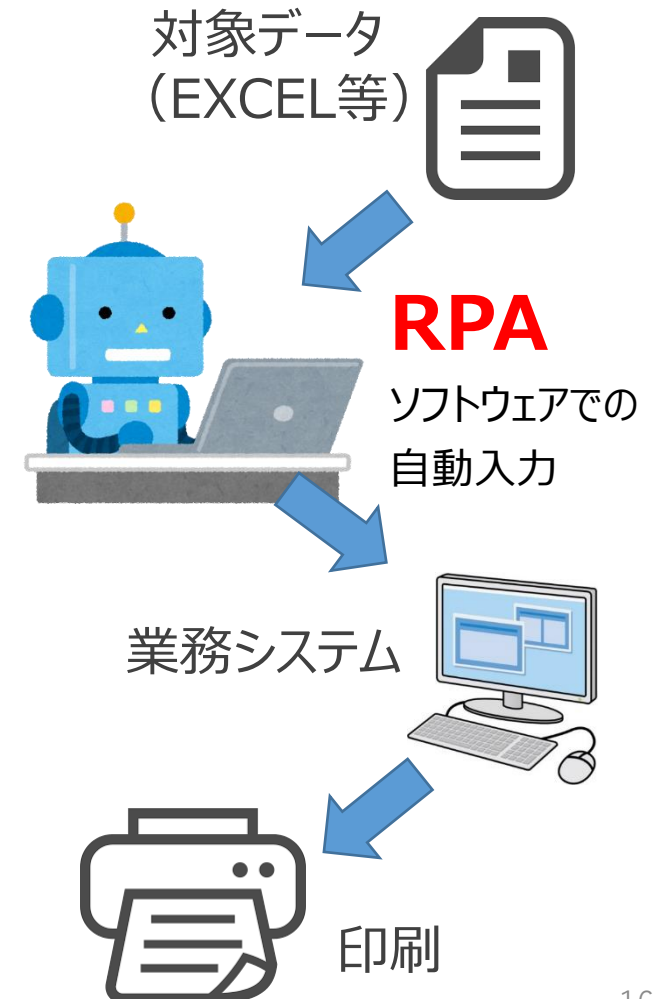 対象データ
（EXCEL等）
RPA
ソフトウェアでの
自動入力
業務システム
印刷
16